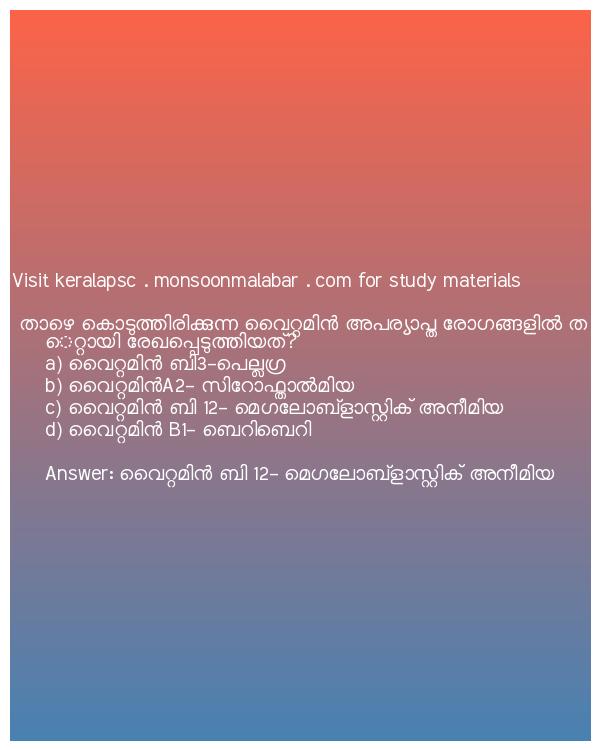 Visit keralapsc . monsoonmalabar . com for study materials
താഴെ കൊടുത്തിരിക്കുന്ന വൈറ്റമിൻ അപര്യാപ്ത രോഗങ്ങളിൽ ത
െറ്റായി രേഖപ്പെടുത്തിയത്?
a) വൈറ്റമിൻ ബി3-പെല്ലഗ്ര
b) വൈറ്റമിൻA2- സിറോഫ്താൽമിയ
c) വൈറ്റമിൻ ബി 12- മെഗലോബ്ളാസ്റ്റിക് അനീമിയ
d) വൈറ്റമിൻ B1- ബെറിബെറി
Answer: വൈറ്റമിൻ ബി 12- മെഗലോബ്ളാസ്റ്റിക് അനീമിയ